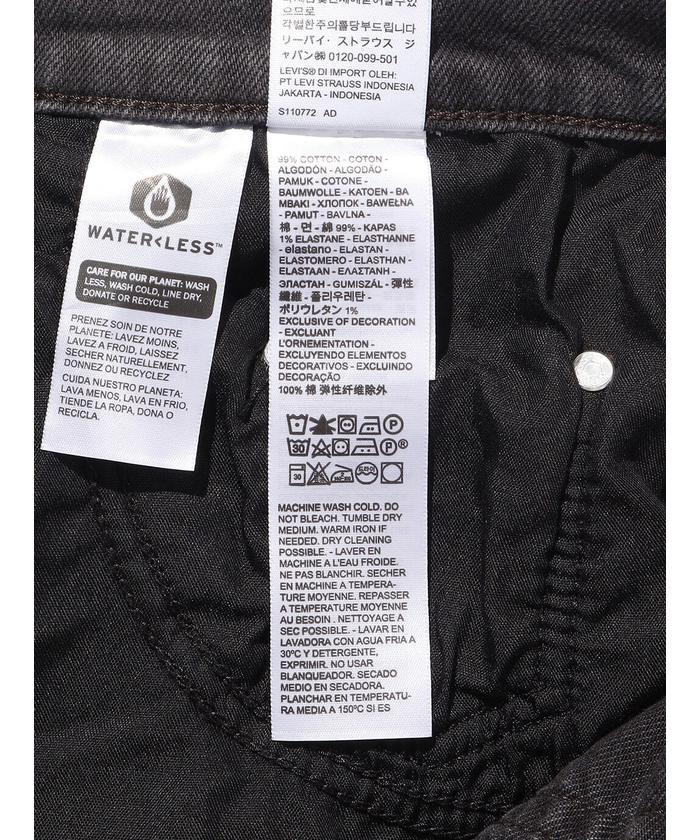 으므로
각별한주의를당부드립니다
リーバイ・ストラウス ジ
ャパン㈱ 0120-099-501
LEVI'S® DI IMPORT OLEH:
PT LEVI STRAUSS INDONESIA
JAKARTA - INDONESIA
S110772 AD
WATER<LESS™
CARE FOR OUR PLANET: WASH
LESS, WASH COLD, LINE DRY,
DONATE OR RECYCLE
PRENEZ SOIN DE NOTRE
PLANÈTE: LAVEZ MOINS,
LAVEZ A FROID, LAISSEZ
SECHER NATURELLEMENT,
DONNEZ OU RECYCLEZ
CUIDA NUESTRO PLANETA:
LAVA MENOS, LAVA EN FRIO,
TIENDE LA ROPA, DONA O
RECICLA.
99% COTTON - COTON -
ALGODÓN - ALGODÃO -
PAMUK - COTONE -
BAUMWOLLE - KATOEN - BA
MBAKI - ХЛОПОК - BAWEŁNA
- PAMUT - BAVLNA -
棉 - 면 - 綿 99% - KAPAS
1% ELASTANE - ELASTHANNE
- elastano - ELASTAN -
ELASTOMERO - ELASTHAN -
ELASTAAN - ΕΛΑΣΤΑΝΗ -
ЭЛАСТАН - GUMISZÁL - 彈性
纖維 - 폴리우레탄 -
ポリウレタン 1%
EXCLUSIVE OF DECORATION
- EXCLUANT
L'ORNEMENTATION -
EXCLUYENDO ELEMENTOS
DECORATIVOS - EXCLUINDO
DECORAÇÃO
100% 棉 弹性纤维除外
P
30 P®
30
MACHINE WASH COLD. DO
NOT BLEACH. TUMBLE DRY
MEDIUM. WARM IRON IF
NEEDED. DRY CLEANING
POSSIBLE. - LAVER EN
MACHINE A L'EAU FROIDE.
NE PAS BLANCHIR. SECHER
EN MACHINE A TEMPERA-
TURE MOYENNE. REPASSER
A TEMPERATURE MOYENNE
AU BESOIN . NETTOYAGE A
SEC POSSIBLE. - LAVAR EN
LAVADORA CON AGUA FRIA A
30ºC Y DETERGENTE,
EXPRIMIR. NO USAR
BLANQUEADOR. SECADO
MEDIO EN SECADORA.
PLANCHAR EN TEMPERATU-
RA MEDIA A 150ºC SI ES